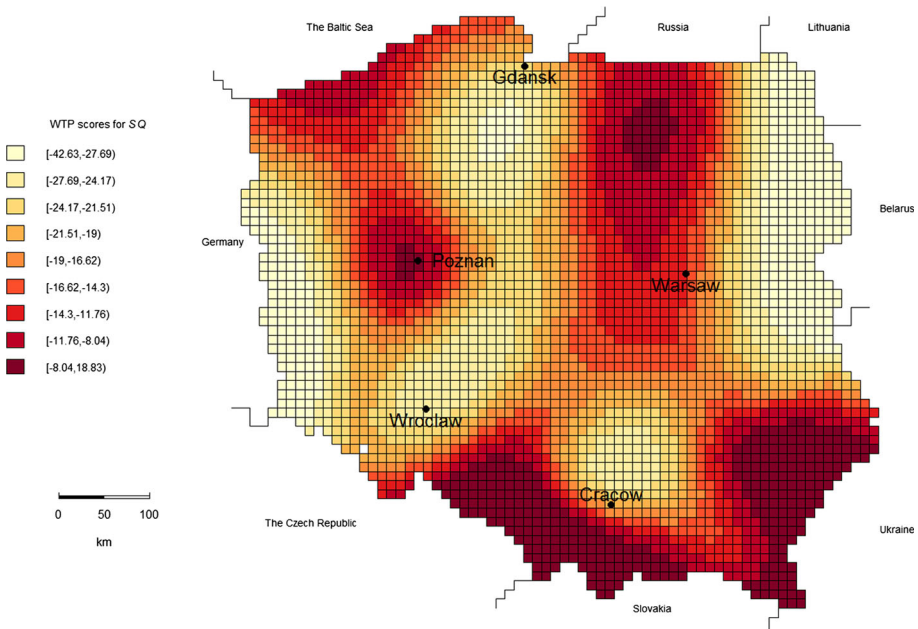 The Baltic Sea
Russia
Lithuania
Gdansk
WTP scores for SQ
[-42.63,-27.69)
[-27.69,-24.17)
[-24.17,-21.51)
[-21.51,-19)
[-19,-16.62)
[-16.62,-14.3)
[-14.3,-11.76)
[-11.76,-8.04)
[-8.04,18.83)
Belarus
Germany
Poznan
Warsaw
Wroclaw
Cracow
0 50 100
km
The Czech Republic
Ukraine
Slovakia